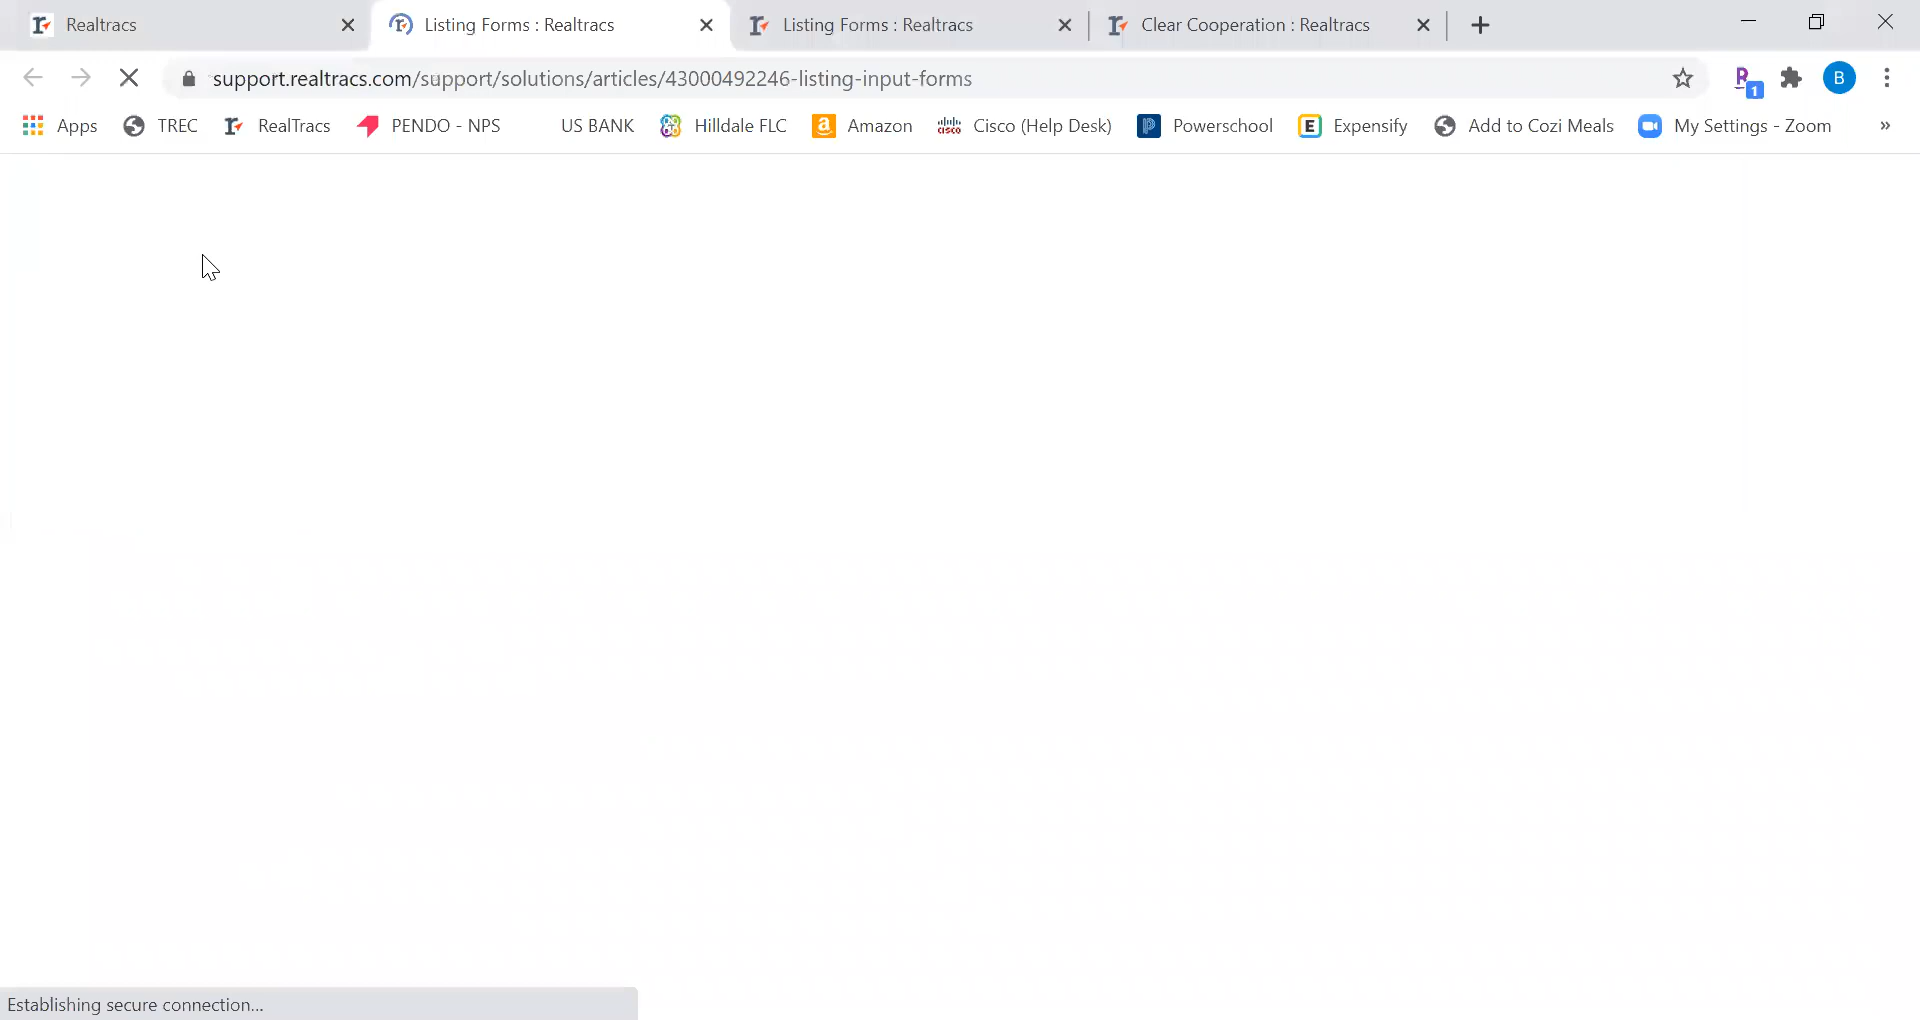 Realtracs
Listing Forms : Realtracs
Listing Forms : Realtracs
Clear Cooperation : Realtracs
support.realtracs.com/support/solutions/articles/43000492246-listing-input-forms
1
B
Apps
TREC
RealTracs
PENDO - NPS
US BANK
Hilldale FLC
Amazon
Cisco (Help Desk)
Powerschool
Expensify
Add to Cozi Meals
My Settings - Zoom
»
Establishing secure connection...